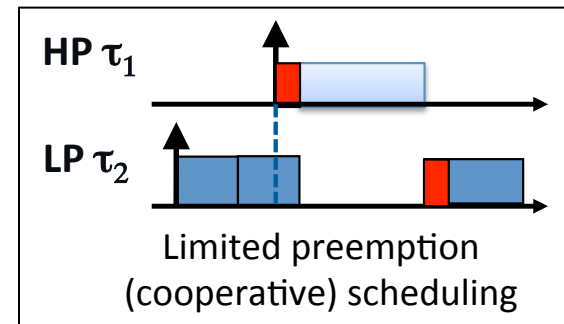 HP τ1
LP τ2
Limited preemption
(cooperative) scheduling